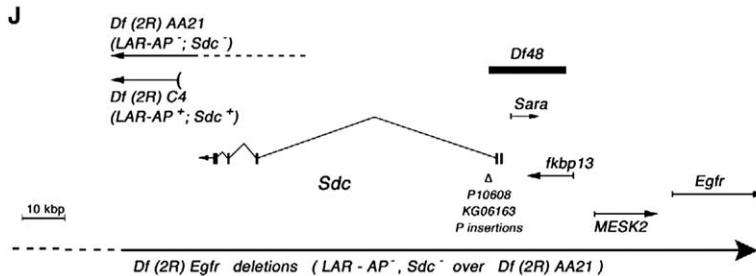 J
Df (2R) AA21
(LAR-AP⁻; Sdc⁻)
Df (2R) C4
(LAR-AP⁺; Sdc⁺)
Df48
Sara
fkbp13
Sdc
Δ
P10608
KG06163
P insertions
Egfr
MESK2
10 kbp
Df (2R) Egfr deletions (LAR - AP⁻, Sdc⁻ over Df (2R) AA21)